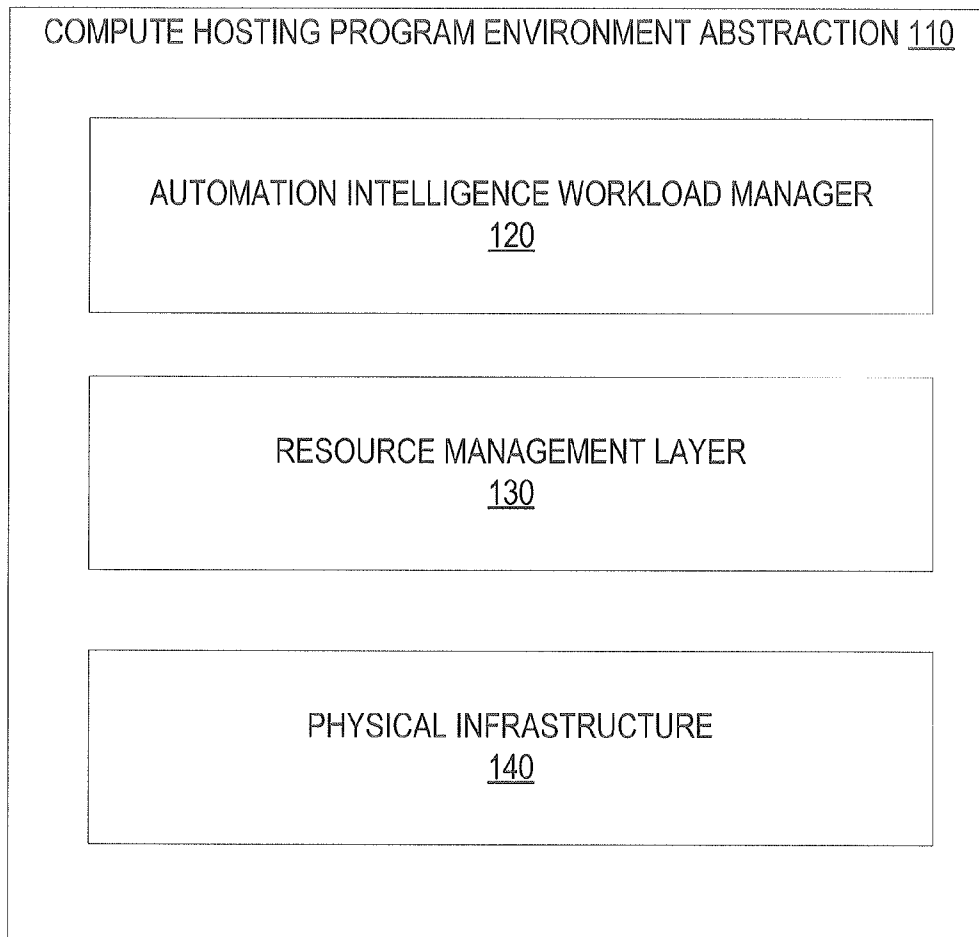 COMPUTE HOSTING PROGRAM ENVIRONMENT ABSTRACTION 110
AUTOMATION INTELLIGENCE WORKLOAD MANAGER
120
RESOURCE MANAGEMENT LAYER
130
PHYSICAL INFRASTRUCTURE
140